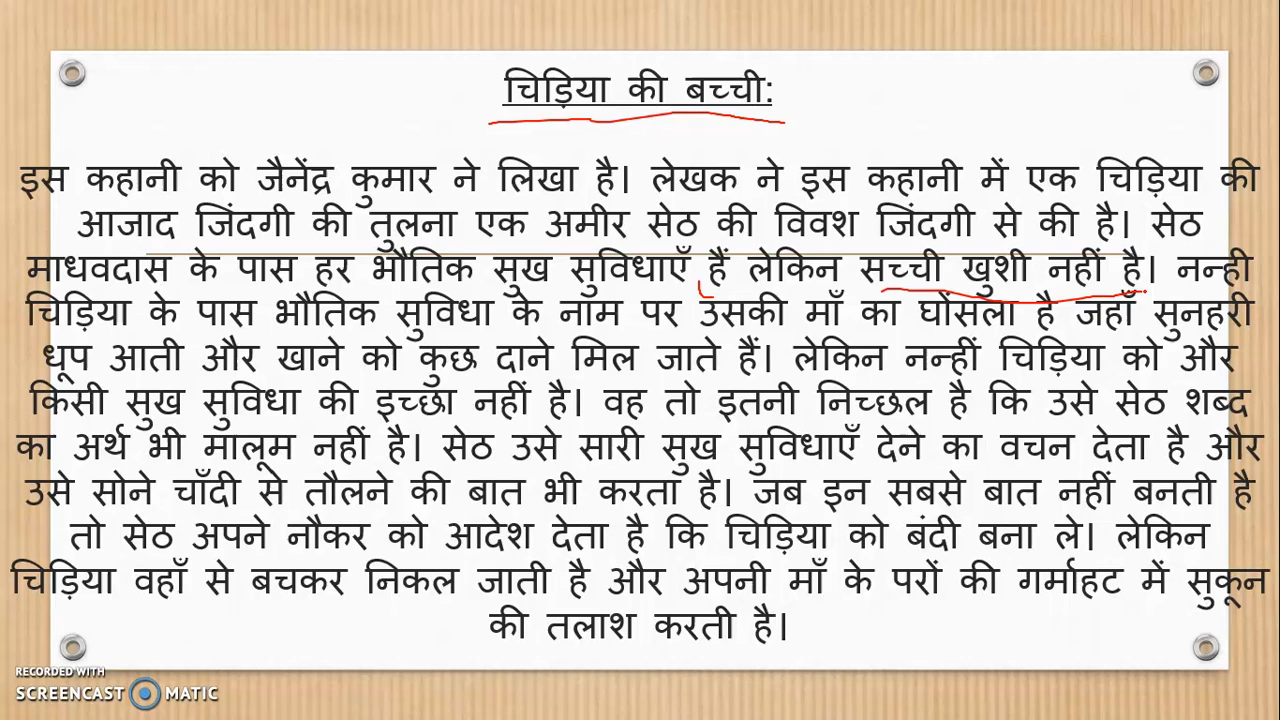 चिड़िया की बच्ची:
इस कहानी को जैनेंद्र कुमार ने लिखा है। लेखक ने इस कहानी में एक चिड़िया की
आजाद जिंदगी की तुलना एक अमीर सेठ की विवश जिंदगी से की है। सेठ
माधवदास के पास हर भौतिक सुख सुविधाएँ हैं लेकिन सच्ची खुशी नहीं है। नन्ही
चिड़िया के पास भौतिक सुविधा के नाम पर उसकी माँ का घोंसला है जहाँ सुनहरी
धूप आती और खाने को कुछ दाने मिल जाते हैं। लेकिन नन्हीं चिड़िया को और
किसी सुख सुविधा की इच्छा नहीं है। वह तो इतनी निच्छल है कि उसे सेठ शब्द
का अर्थ भी मालूम नहीं है। सेठ उसे सारी सुख सुविधाएँ देने का वचन देता है और
उसे सोने चाँदी से तौलने की बात भी करता है। जब इन सबसे बात नहीं बनती है
तो सेठ अपने नौकर को आदेश देता है कि चिड़िया को बंदी बना ले। लेकिन
चिड़िया वहाँ से बचकर निकल जाती है और अपनी माँ के परों की गर्माहट में सुकून
की तलाश करती है।
RECORDED WITH
SCREENCAST MATIC